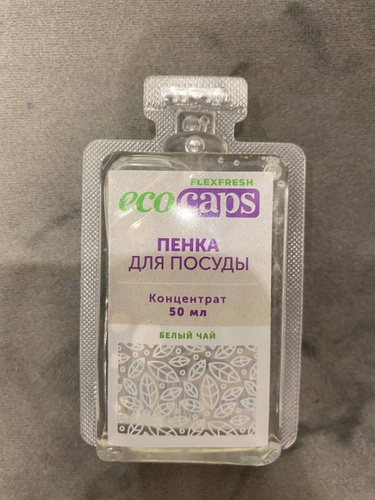 FLEXFRESH
ecocaps
ПЕНКА
ДЛЯ ПОСУДЫ
Концентрат
50 мл
БЕЛЫЙ ЧАЙ